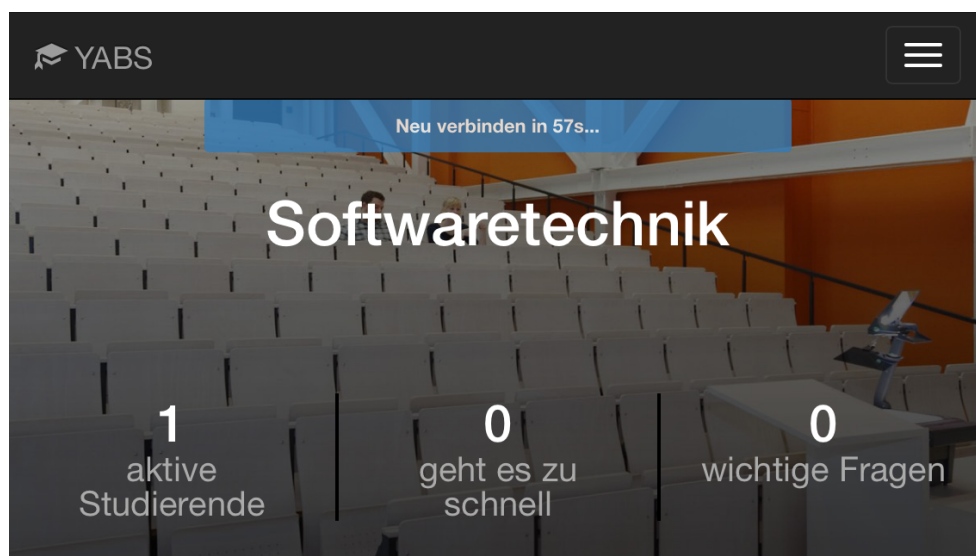 YABS
Neu verbinden in 57s...
Softwaretechnik
1
aktive
Studierende
0
geht es zu
schnell
0
wichtige Fragen